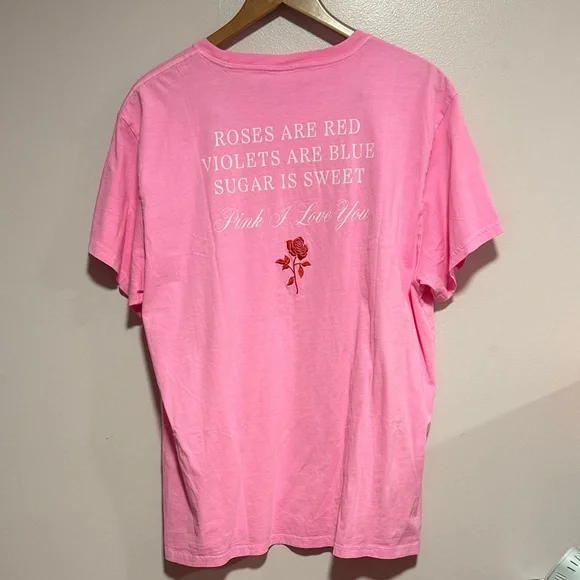 ROSES ARE RED
VIOLETS ARE BLUE
SUGAR IS SWEET
Pink I Love You